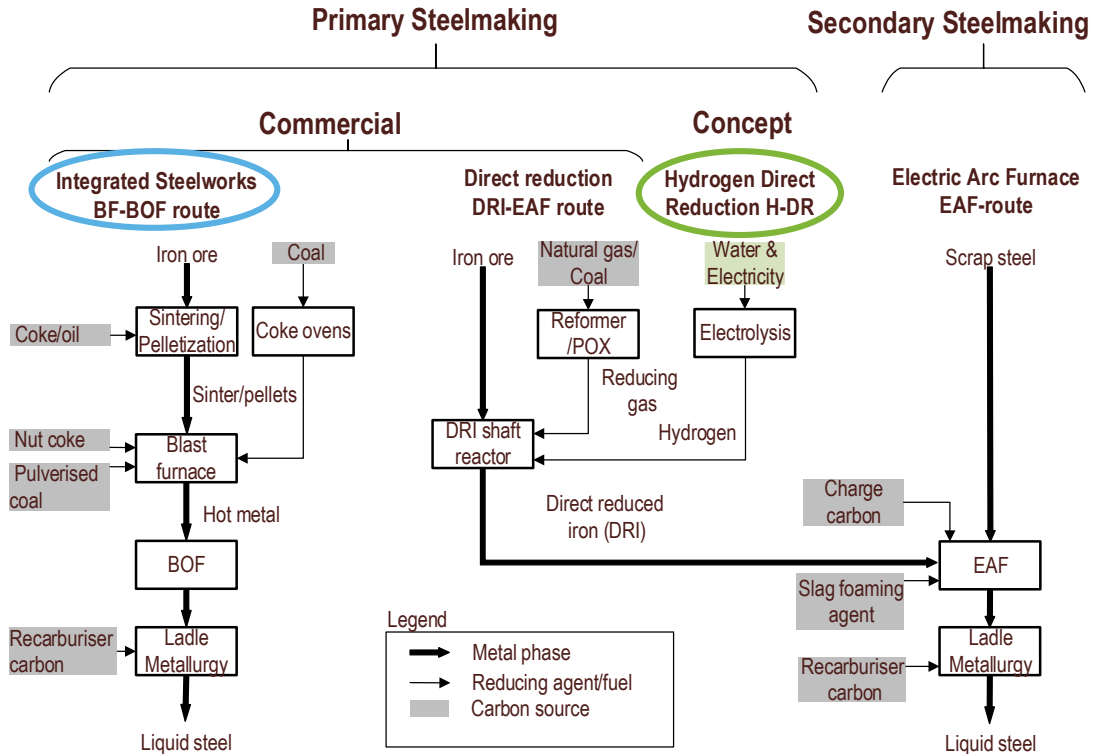 Primary Steelmaking
Secondary Steelmaking
Commercial
Concept
Integrated Steelworks
BF-BOF route
Direct reduction
DRI-EAF route
Hydrogen Direct
Reduction H-DR
Electric Arc Furnace
EAF-route
Iron ore
Coal
Iron ore
Natural gas/
Coal
Water &
Electricity
Scrap steel
Coke/oil
Sintering/
Pelletization
Coke ovens
Reformer
/POX
Electrolysis
Sinter/pellets
Reducing
gas
Hydrogen
Nut coke
Pulverised
coal
Blast
furnace
DRI shaft
reactor
Hot metal
Direct reduced
iron (DRI)
Charge
carbon
BOF
EAF
Slag foaming
agent
Recarburiser
carbon
Ladle
Metallurgy
Legend
Metal phase
Reducing agent/fuel
Carbon source
Recarburiser
carbon
Ladle
Metallurgy
Liquid steel
Liquid steel